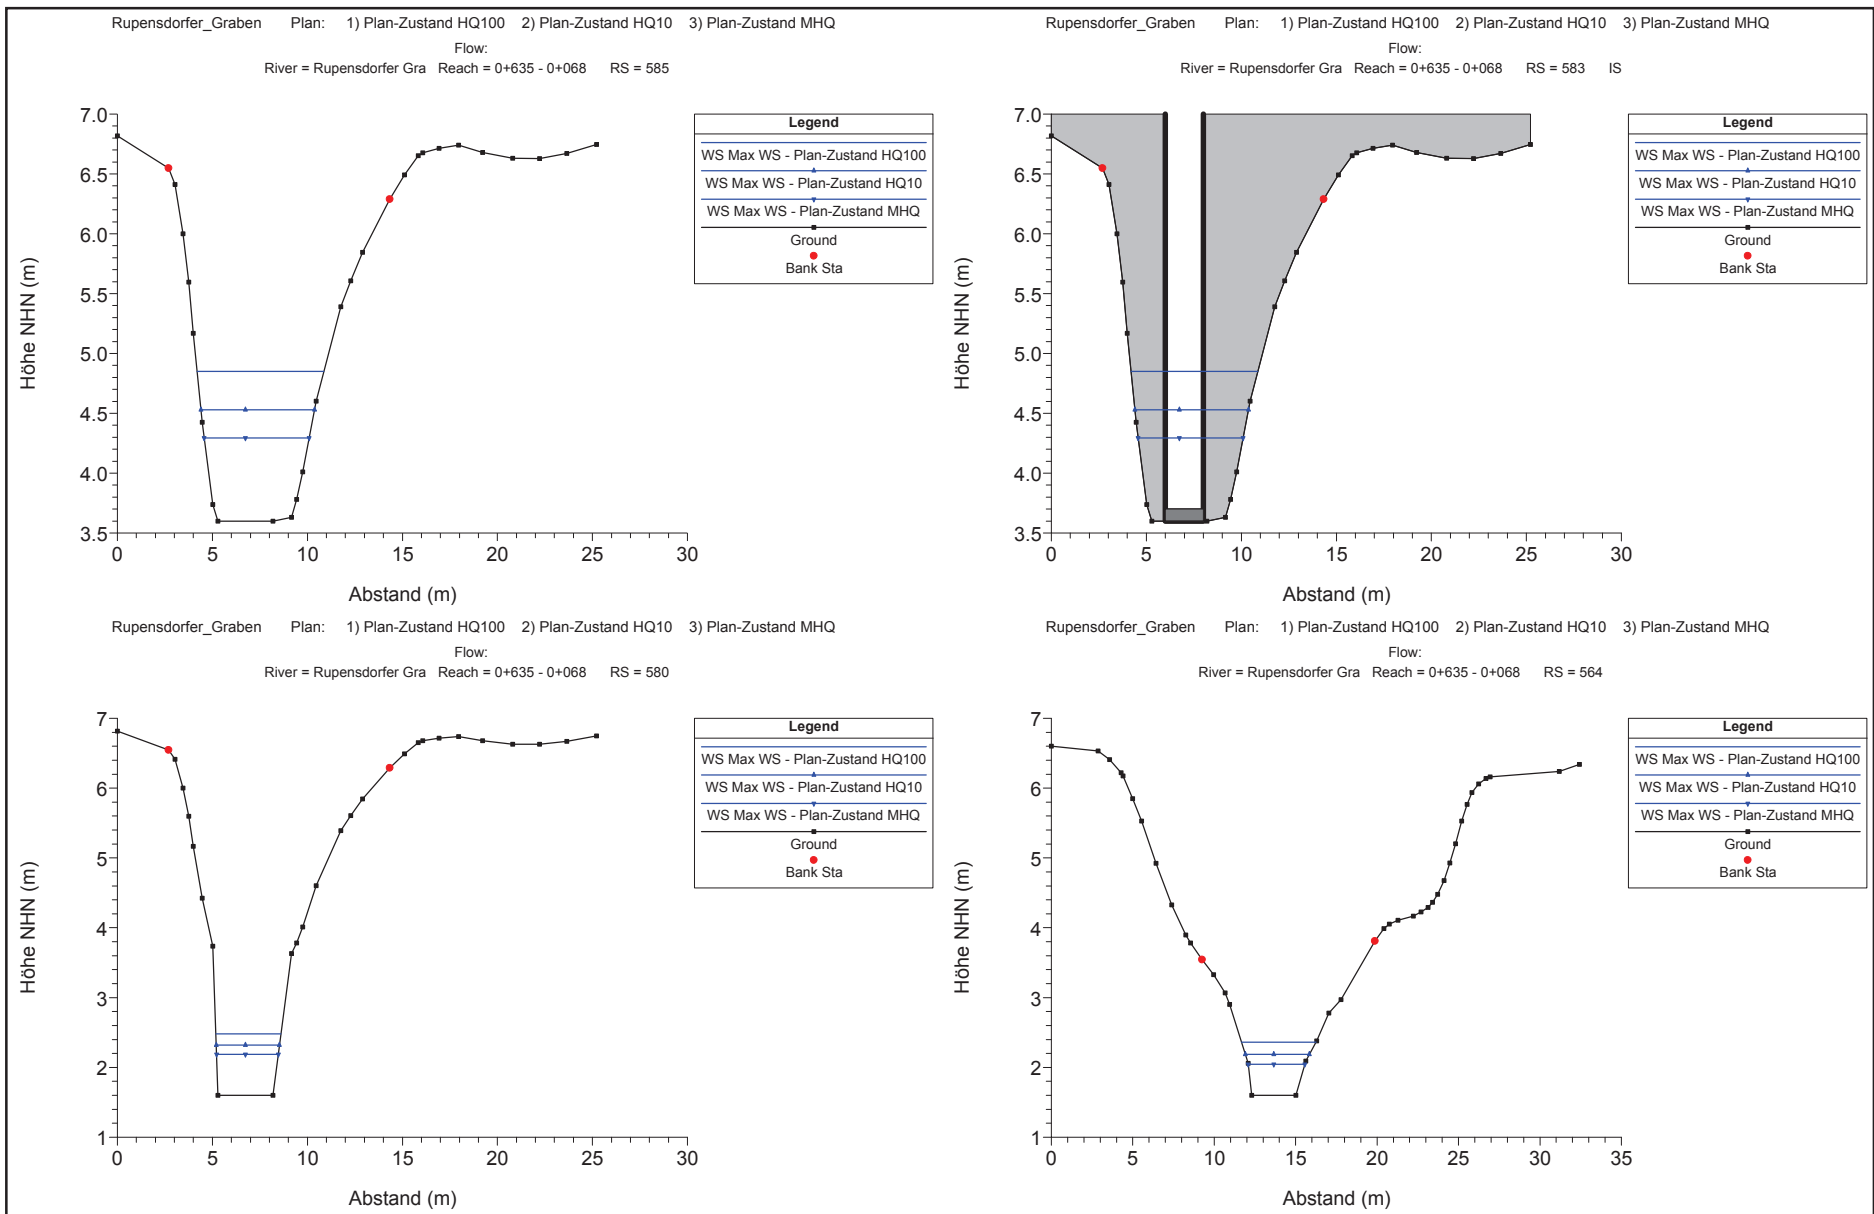 Rupensdorfer_Graben Plan: 1) Plan-Zustand HQ100 2) Plan-Zustand HQ10 3) Plan-Zustand MHQ
Flow:
River = Rupensdorfer Gra Reach = 0+635 - 0+068 RS = 585
7.0
6.5
6.0
5.5
5.0
4.5
4.0
3.5
Höhe NHN (m)
0 5 10 15 20 25 30
Abstand (m)
Legend
WS Max WS - Plan-Zustand HQ100
WS Max WS - Plan-Zustand HQ10
WS Max WS - Plan-Zustand MHQ
Ground
Bank Sta
Rupensdorfer_Graben Plan: 1) Plan-Zustand HQ100 2) Plan-Zustand HQ10 3) Plan-Zustand MHQ
Flow:
River = Rupensdorfer Gra Reach = 0+635 - 0+068 RS = 583 IS
7.0
6.5
6.0
5.5
5.0
4.5
4.0
3.5
Höhe NHN (m)
0 5 10 15 20 25 30
Abstand (m)
Legend
WS Max WS - Plan-Zustand HQ100
WS Max WS - Plan-Zustand HQ10
WS Max WS - Plan-Zustand MHQ
Ground
Bank Sta
Rupensdorfer_Graben Plan: 1) Plan-Zustand HQ100 2) Plan-Zustand HQ10 3) Plan-Zustand MHQ
Flow:
River = Rupensdorfer Gra Reach = 0+635 - 0+068 RS = 580
7
6
5
4
3
2
1
Höhe NHN (m)
0 5 10 15 20 25 30
Abstand (m)
Legend
WS Max WS - Plan-Zustand HQ100
WS Max WS - Plan-Zustand HQ10
WS Max WS - Plan-Zustand MHQ
Ground
Bank Sta
Rupensdorfer_Graben Plan: 1) Plan-Zustand HQ100 2) Plan-Zustand HQ10 3) Plan-Zustand MHQ
Flow:
River = Rupensdorfer Gra Reach = 0+635 - 0+068 RS = 564
7
6
5
4
3
2
1
Höhe NHN (m)
0 5 10 15 20 25 30 35
Abstand (m)
Legend
WS Max WS - Plan-Zustand HQ100
WS Max WS - Plan-Zustand HQ10
WS Max WS - Plan-Zustand MHQ
Ground
Bank Sta